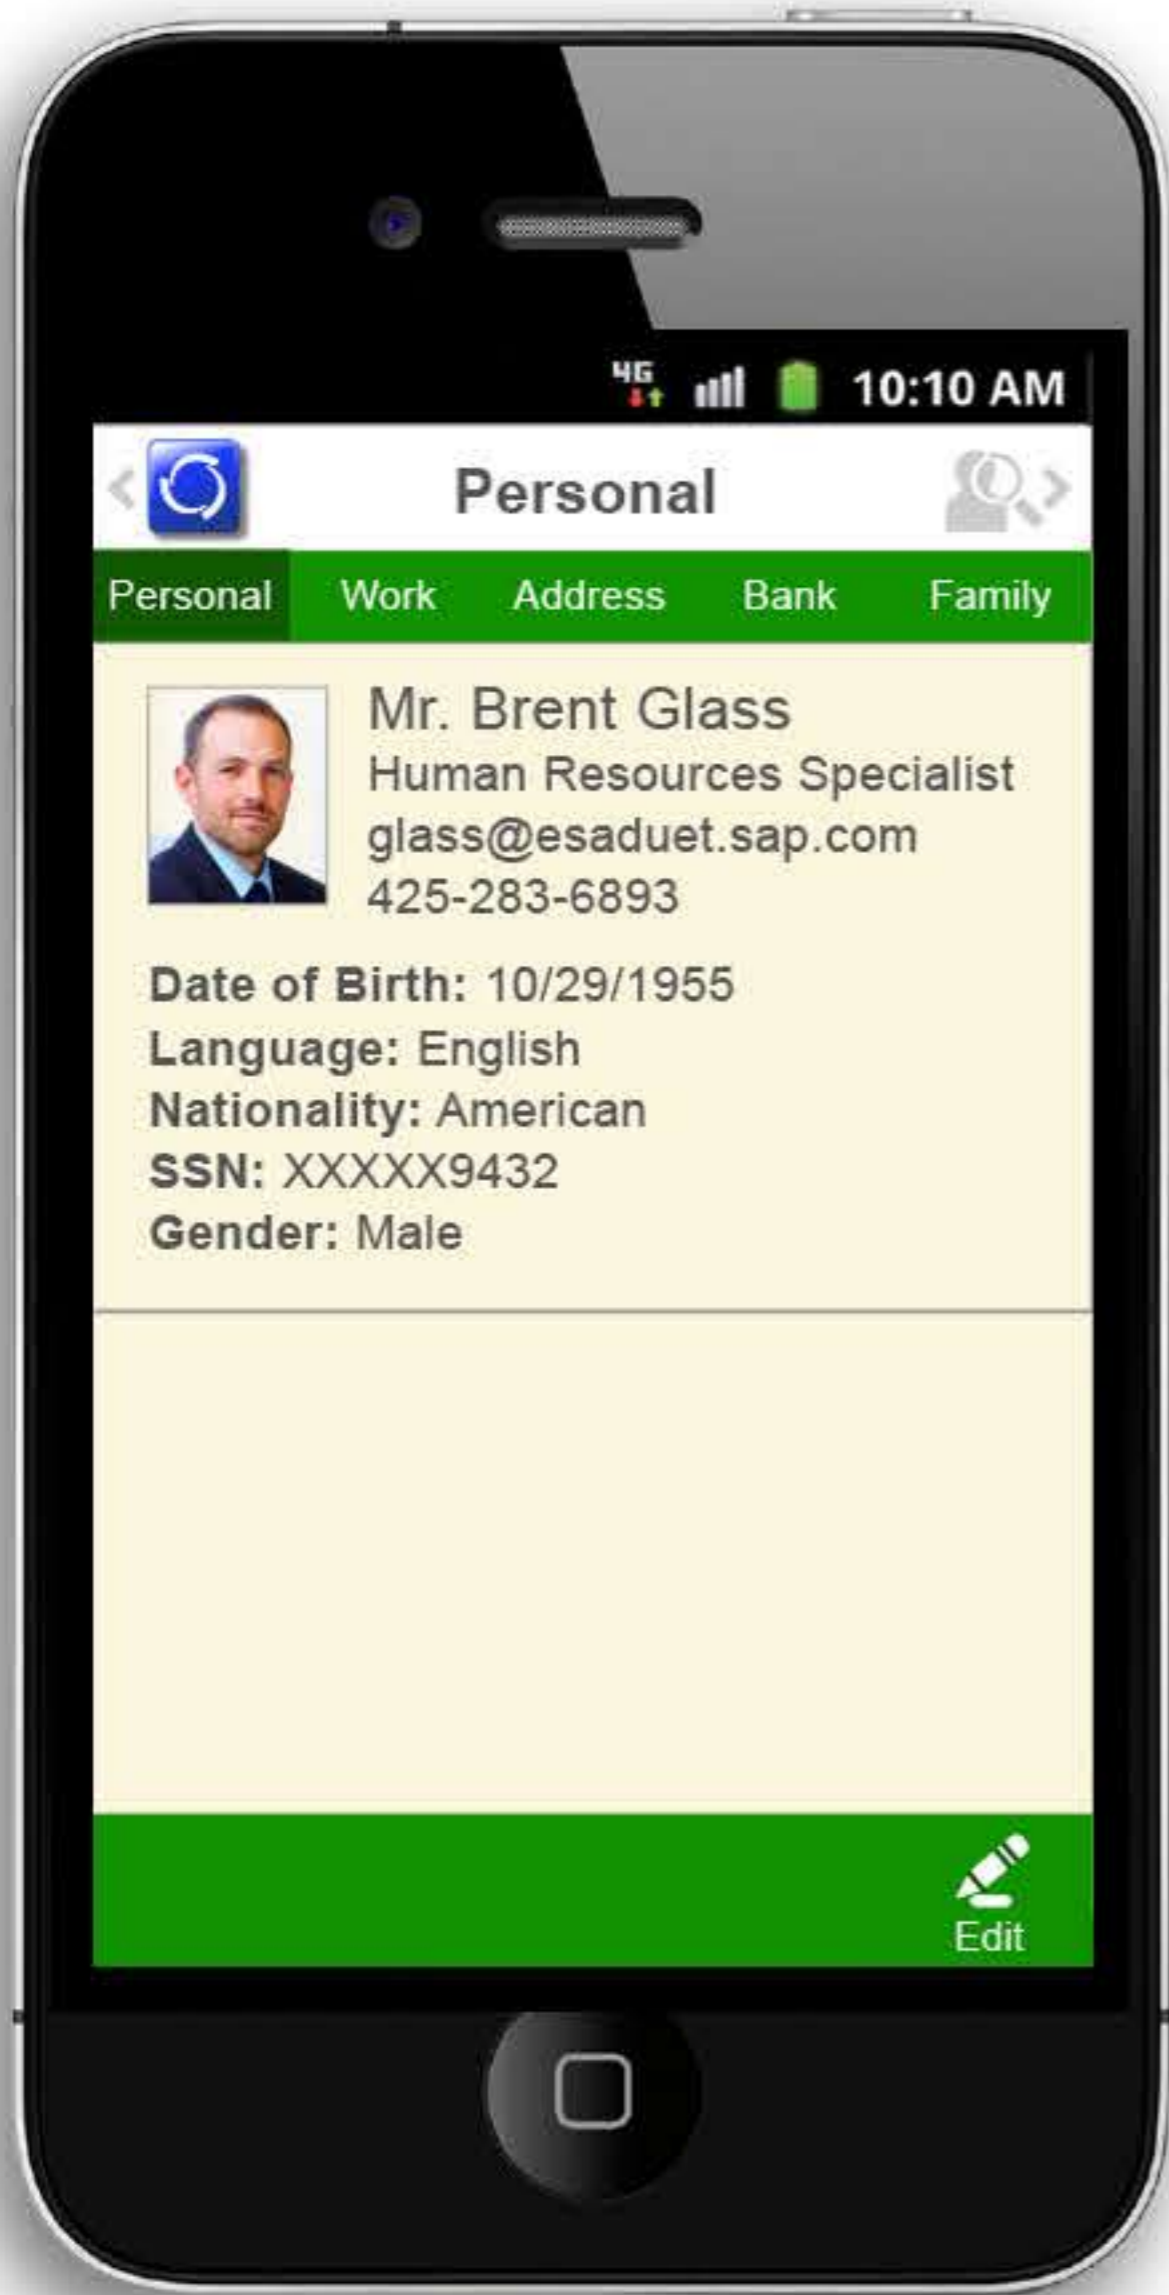 4G 10:10 AM
Personal
Personal Work Address Bank Family
Mr. Brent Glass
Human Resources Specialist
glass@esaduet.sap.com
425-283-6893
Date of Birth: 10/29/1955
Language: English
Nationality: American
SSN: XXXXX9432
Gender: Male
Edit